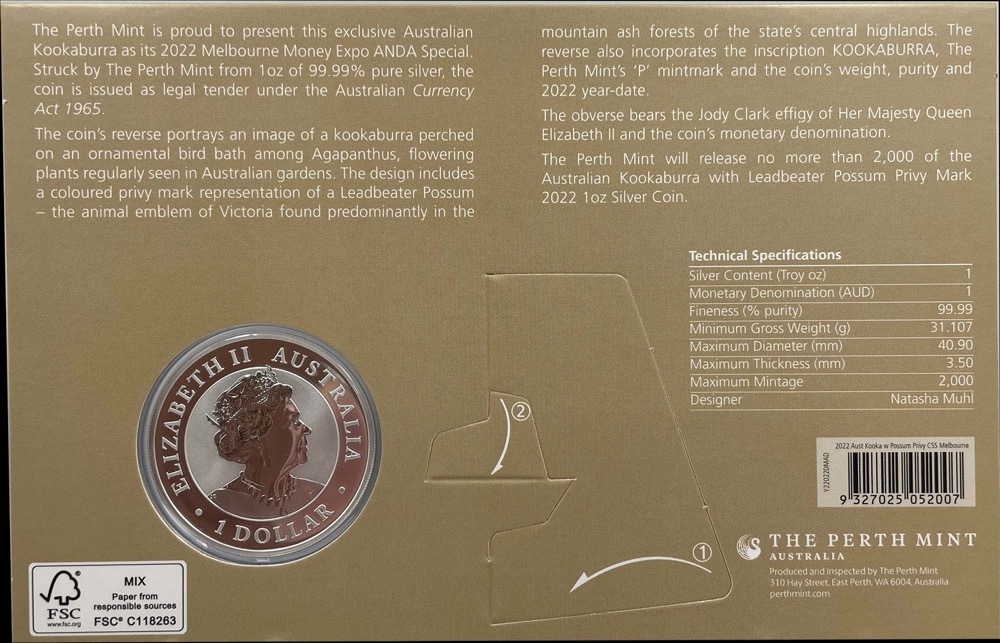 The Perth Mint is proud to present this exclusive Australian
Kookaburra as its 2022 Melbourne Money Expo ANDA Special.
Struck by The Perth Mint from 1oz of 99.99% pure silver, the
coin is issued as legal tender under the Australian Currency
Act 1965.
The coin's reverse portrays an image of a kookaburra perched
on an ornamental bird bath among Agapanthus, flowering
plants regularly seen in Australian gardens. The design includes
a coloured privy mark representation of a Leadbeater Possum
– the animal emblem of Victoria found predominantly in the
mountain ash forests of the state's central highlands. The
reverse also incorporates the inscription KOOKABURRA, The
Perth Mint's 'P' mintmark and the coin's weight, purity and
2022 year-date.
The obverse bears the Jody Clark effigy of Her Majesty Queen
Elizabeth II and the coin's monetary denomination.
The Perth Mint will release no more than 2,000 of the
Australian Kookaburra with Leadbeater Possum Privy Mark
2022 1oz Silver Coin.
Technical Specifications
Silver Content (Troy oz) 1
Monetary Denomination (AUD) 1
Fineness (% purity) 99.99
Minimum Gross Weight (g) 31.107
Maximum Diameter (mm) 40.90
Maximum Thickness (mm) 3.50
Maximum Mintage 2,000
Designer Natasha Muhl
ELIZABETH II AUSTRALIA
• 1 DOLLAR •
②
①
2022 Aust Kooka w Possum Privy CSS Melbourne
Y22022OMAD
9 327025 052007
THE PERTH MINT
AUSTRALIA
Produced and inspected by The Perth Mint
310 Hay Street, East Perth, WA 6004, Australia
perthmint.com
FSC
www.fsc.org
MIX
Paper from
responsible sources
FSC® C118263